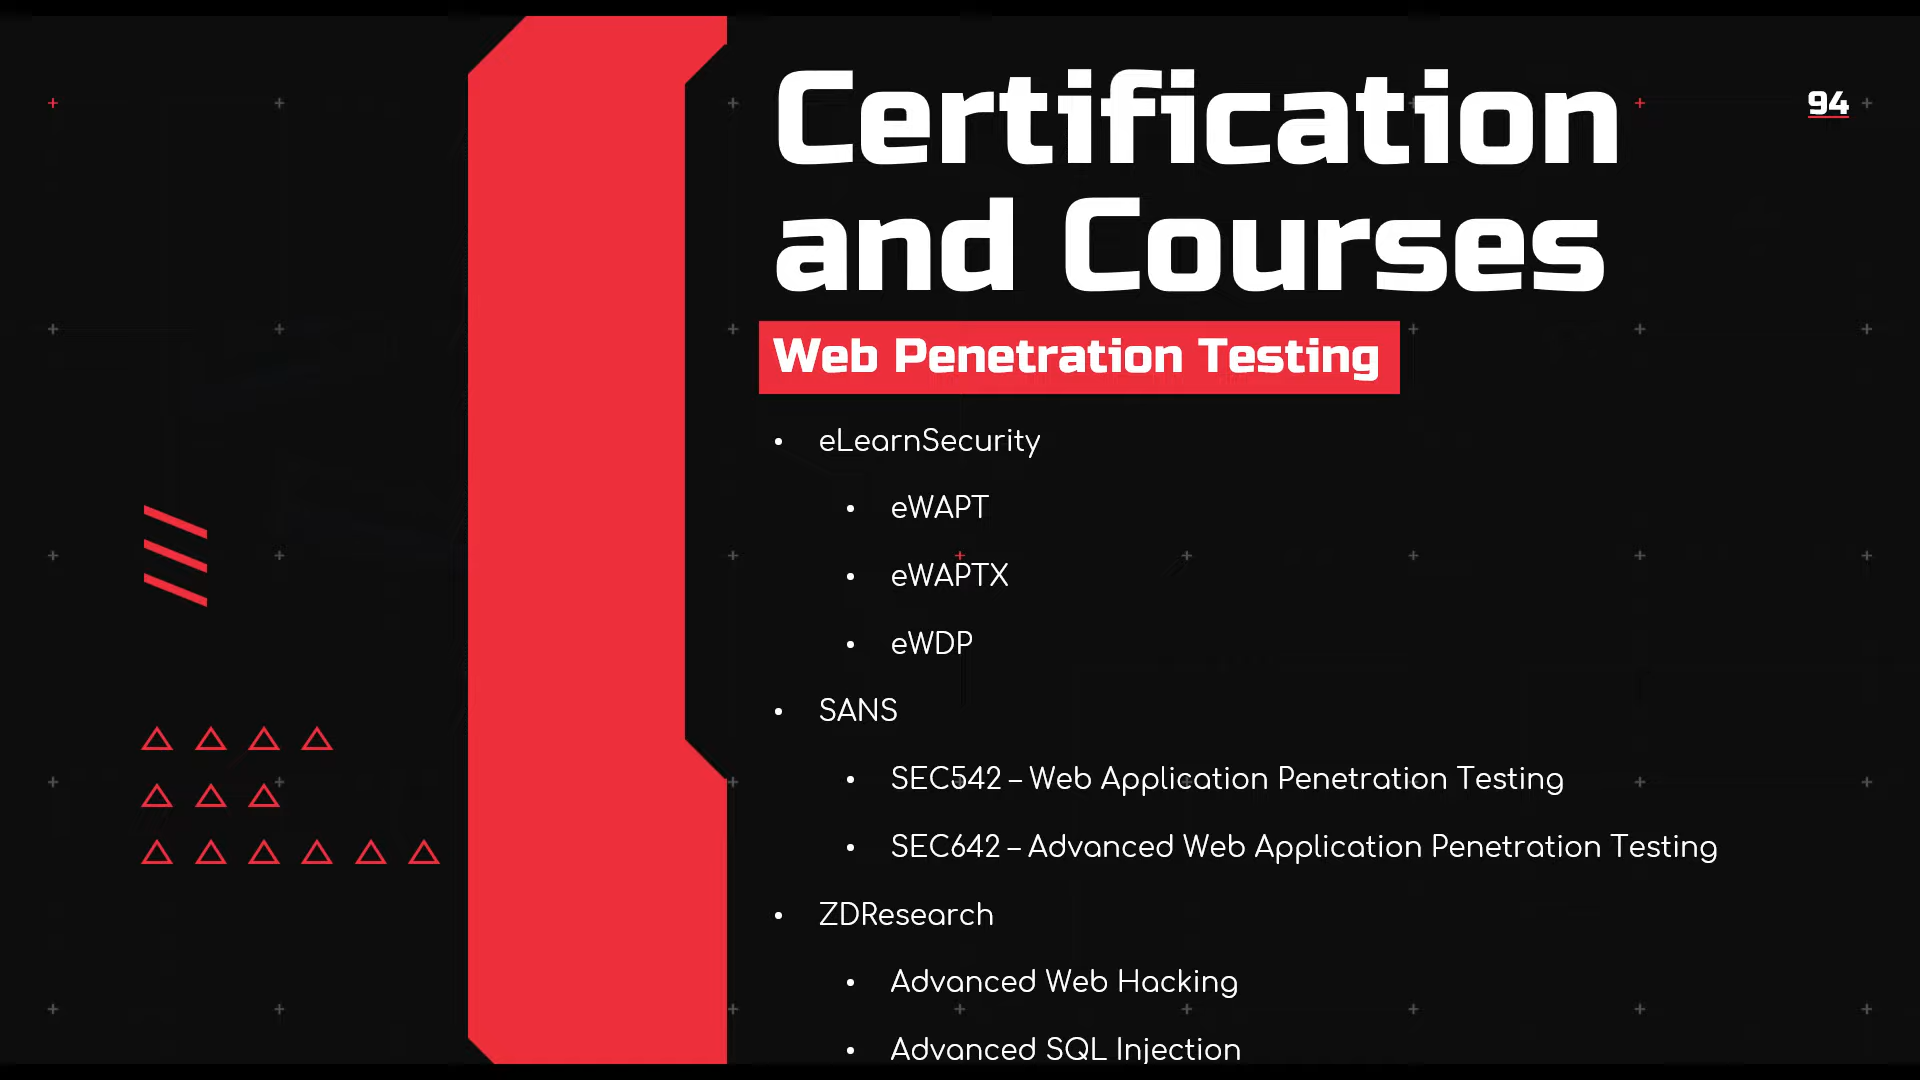 Certification
94
and Courses
Web Penetration Testing
• eLearnSecurity
• eWAPT
• eWAPTX
• eWDP
• SANS
• SEC542 – Web Application Penetration Testing
• SEC642 – Advanced Web Application Penetration Testing
• ZDResearch
• Advanced Web Hacking
• Advanced SQL Injection